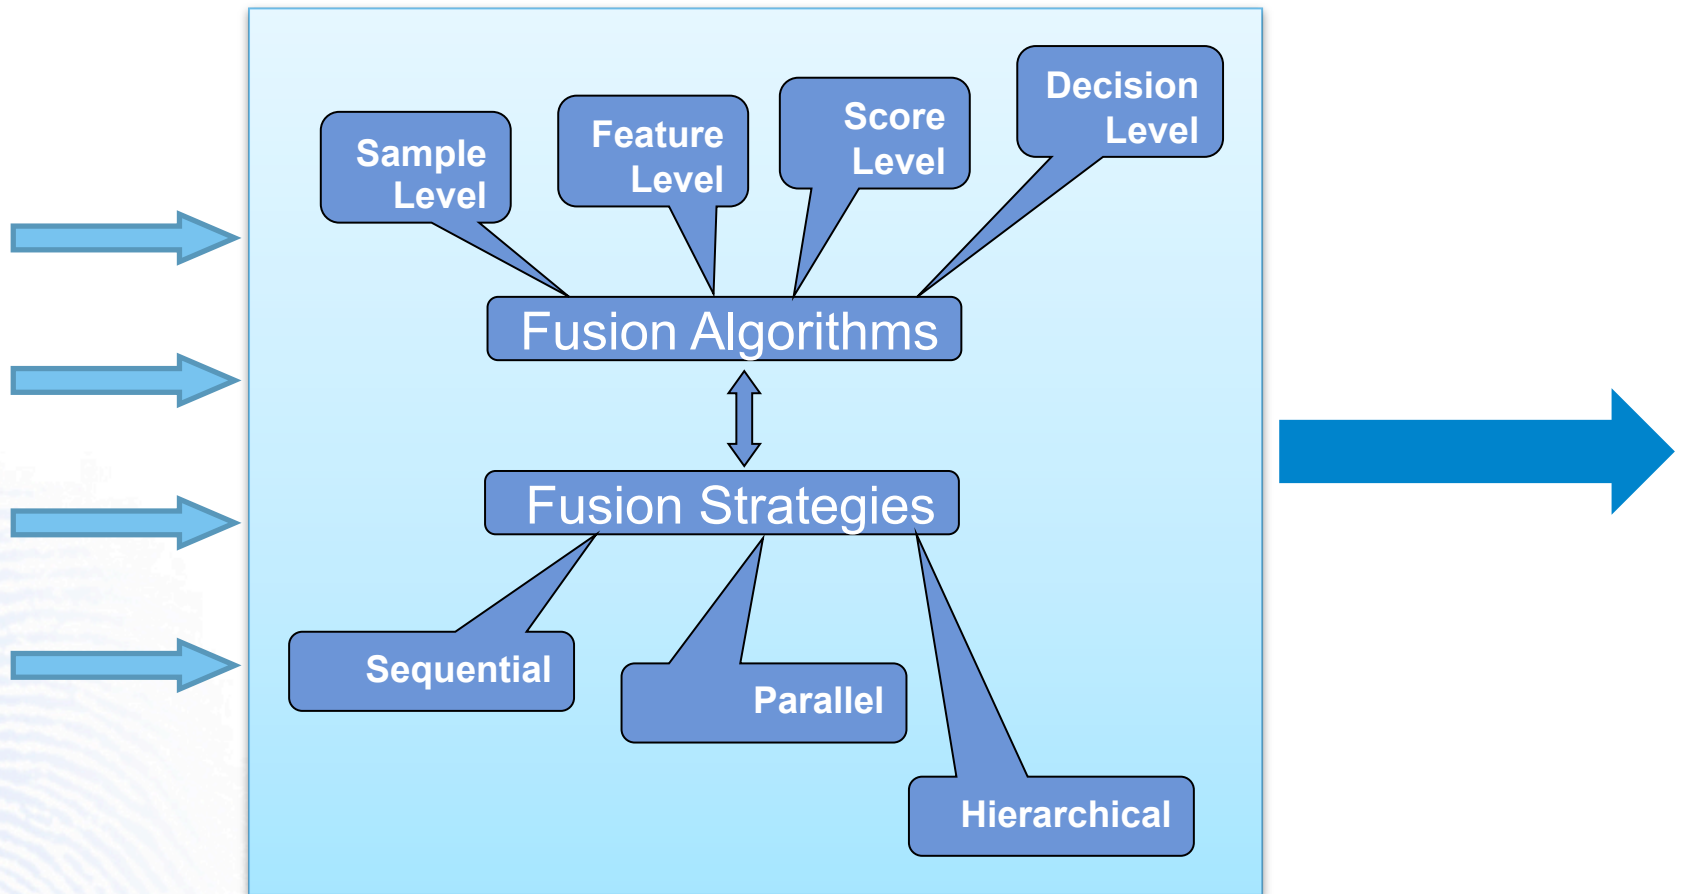 Sample
Level
Feature
Level
Score
Level
Decision
Level
Fusion Algorithms
Fusion Strategies
Sequential
Parallel
Hierarchical